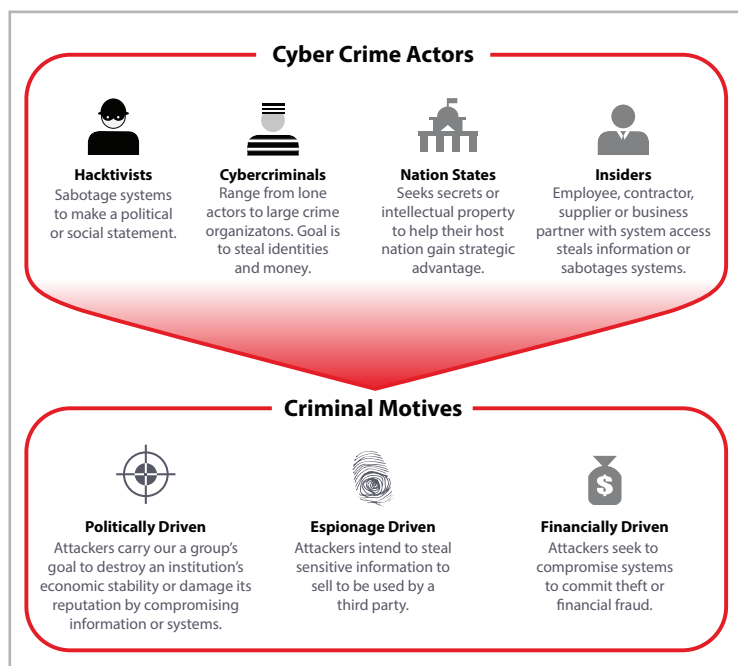 Cyber Crime Actors
Hacktivists
Sabotage systems
to make a political
or social statement.
Cybercriminals
Range from lone
actors to large crime
organizatons. Goal is
to steal identities
and money.
Nation States
Seeks secrets or
intellectual property
to help their host
nation gain strategic
advantage.
Insiders
Employee, contractor,
supplier or business
partner with system access
steals information or
sabotages systems.
Criminal Motives
Politically Driven
Attackers carry our a group's
goal to destroy an institution's
economic stability or damage its
reputation by compromising
information or systems.
Espionage Driven
Attackers intend to steal
sensitive information to
sell to be used by a
third party.
$
Financially Driven
Attackers seek to
compromise systems
to commit theft or
financial fraud.